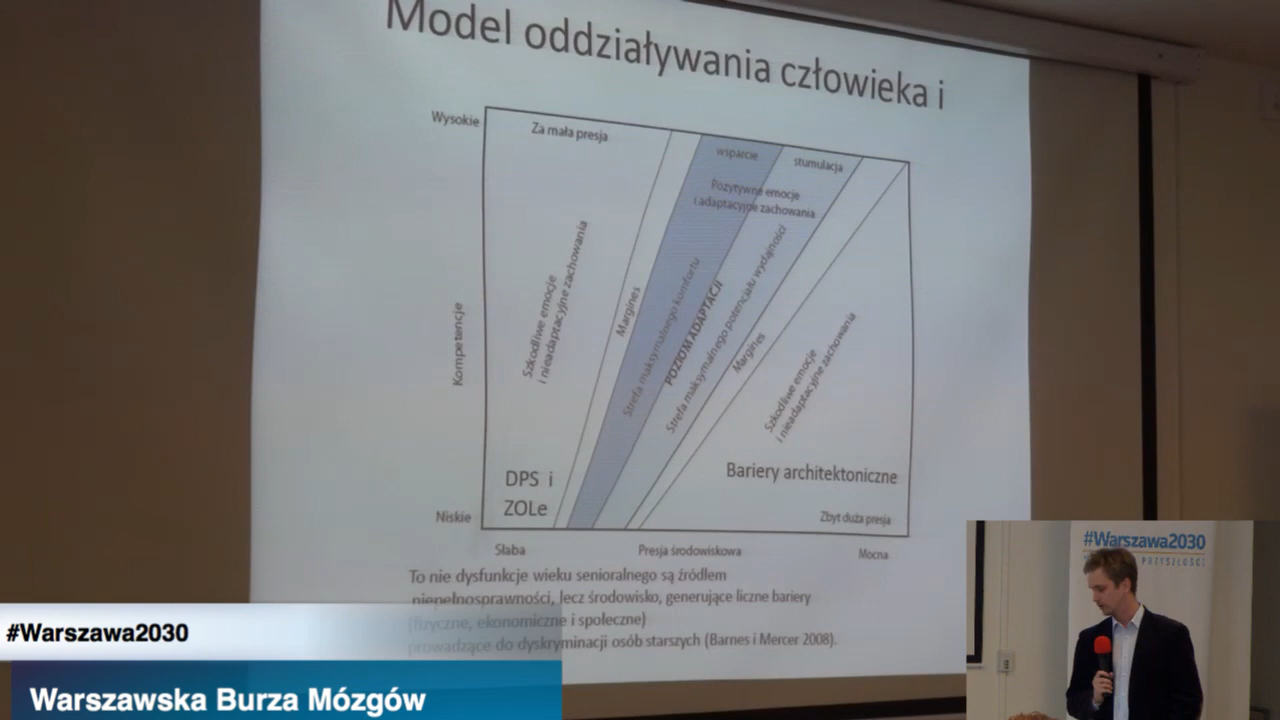 Model oddziaływania człowieka i
Wysokie
Za mała presja
wsparcie
stumulacja
Pozytywne emocje
i adaptacyjne zachowania
Kompetencje
Szkodliwe emocje
i nieadaptacyjne zachowania
Margines
Strefa maksymalnego komfortu
POZIOM ADAPTACJI
Strefa maksymalnego potencjału wydajności
Margines
Szkodliwe emocje
i nieadaptacyjne zachowania
DPS i
ZOLe
Bariery architektoniczne
Niskie
Zbyt duża presja
Słaba
Presja środowiskowa
Mocna
To nie dysfunkcje wieku senioralnego są źródłem
niepełnosprawności, lecz środowisko, generujące liczne bariery
(fizyczne, ekonomiczne i społeczne)
prowadzące do dyskryminacji osób starszych (Barnes i Mercer 2008).
#Warszawa2030
Warszawska Burza Mózgów
#Warszawa2030
PRZYSZŁOŚCI